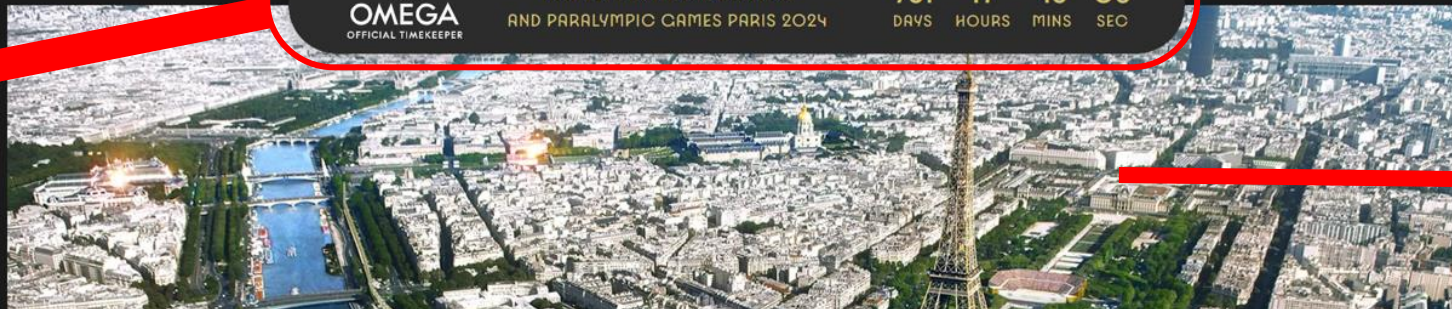 OMEGA
OFFICIAL TIMEKEEPER
AND PARALYMPIC GAMES PARIS 2024
DAYS HOURS MINS SEC